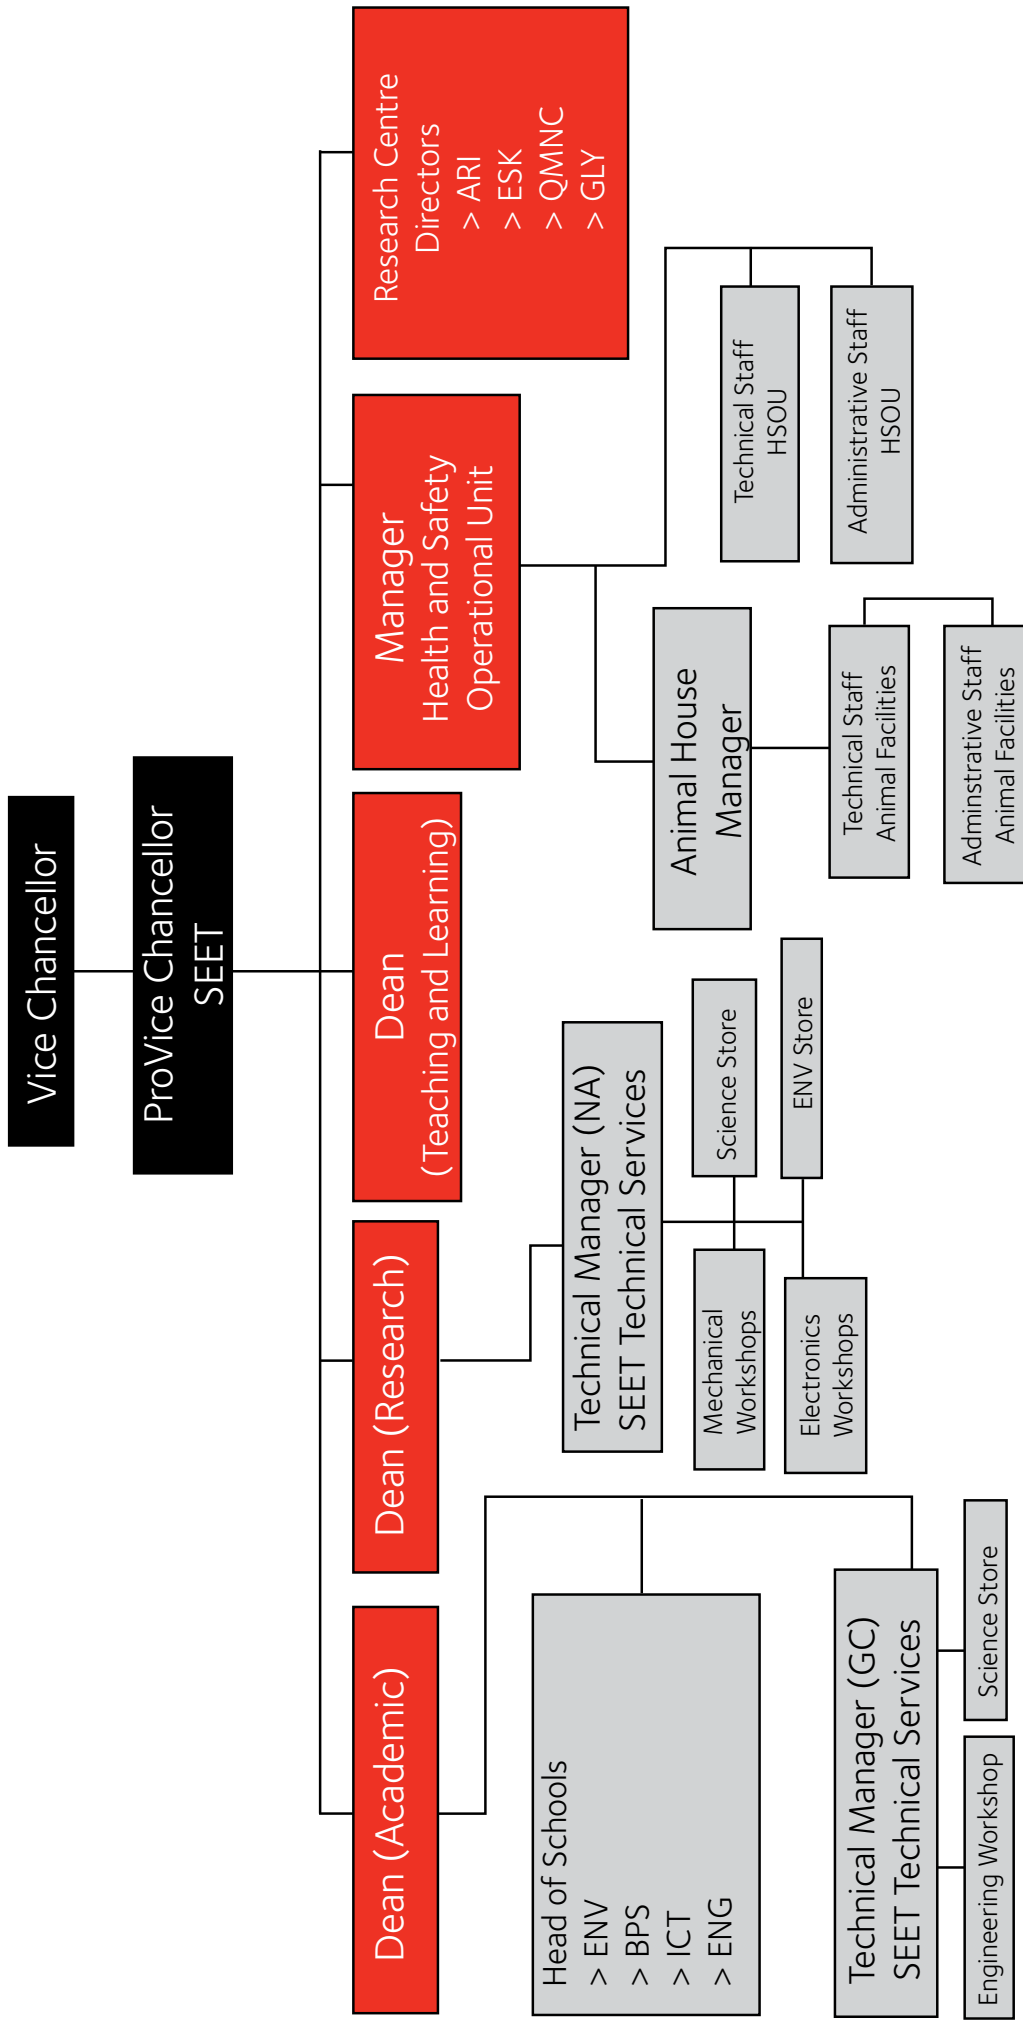 Vice Chancellor
ProVice Chancellor
SEET
Dean (Academic)
Dean (Research)
Dean
(Teaching and Learning)
Manager
Health and Safety
Operational Unit
Research Centre
Directors
> ARI
> ESK
> QMNC
> GLY
Head of Schools
> ENV
> BPS
> ICT
> ENG
Technical Manager (GC)
SEET Technical Services
Engineering Workshop
Science Store
Technical Manager (NA)
SEET Technical Services
Mechanical
Workshops
Science Store
Electronics
Workshops
ENV Store
Animal House
Manager
Technical Staff
Animal Facilities
Adminstrative Staff
Animal Facilities
Technical Staff
HSOU
Administrative Staff
HSOU